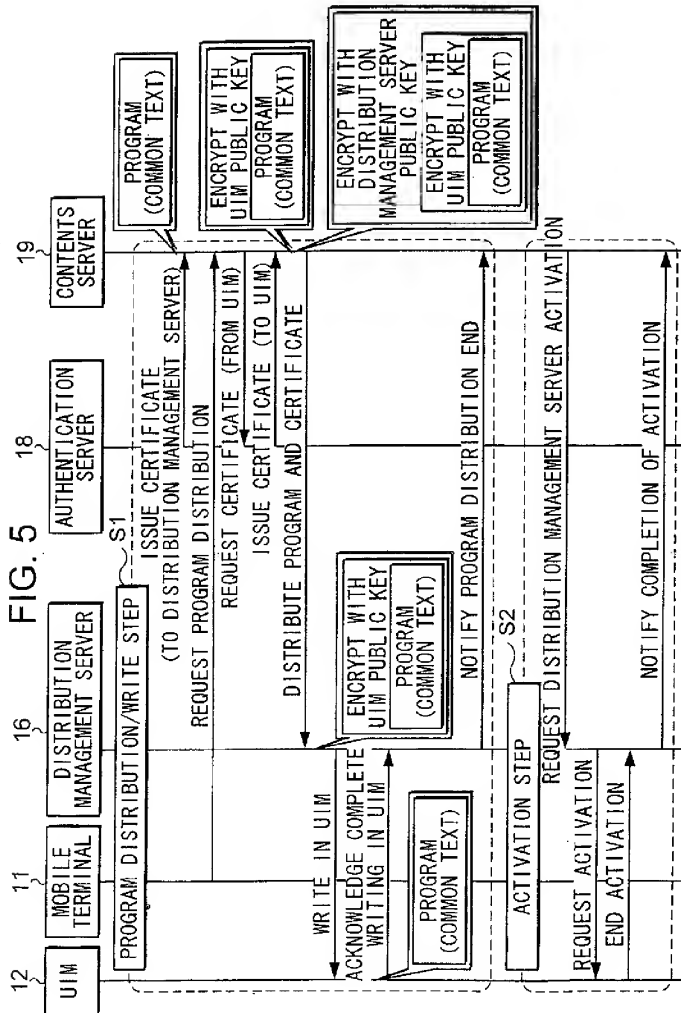 FIG. 5
12
UIM
11
MOBILE
TERMINAL
16
DISTRIBUTION
MANAGEMENT
SERVER
18
AUTHENTICATION
SERVER
19
CONTENTS
SERVER
PROGRAM DISTRIBUTION/WRITE STEP
S1
ISSUE CERTIFICATE
(TO DISTRIBUTION MANAGEMENT SERVER)
PROGRAM
(COMMON TEXT)
REQUEST PROGRAM DISTRIBUTION
REQUEST CERTIFICATE (FROM UIM)
ISSUE CERTIFICATE (TO UIM)
ENCRYPT WITH
UIM PUBLIC KEY
PROGRAM
(COMMON TEXT)
DISTRIBUTE PROGRAM AND CERTIFICATE
ENCRYPT WITH
DISTRIBUTION
MANAGEMENT SERVER
PUBLIC KEY
ENCRYPT WITH
UIM PUBLIC KEY
PROGRAM
(COMMON TEXT)
ENCRYPT WITH
UIM PUBLIC KEY
PROGRAM
(COMMON TEXT)
WRITE IN UIM
ACKNOWLEDGE COMPLETE
WRITING IN UIM
PROGRAM
(COMMON TEXT)
NOTIFY PROGRAM DISTRIBUTION END
ACTIVATION STEP
S2
REQUEST DISTRIBUTION MANAGEMENT SERVER ACTIVATION
REQUEST ACTIVATION
END ACTIVATION
NOTIFY COMPLETION OF ACTIVATION